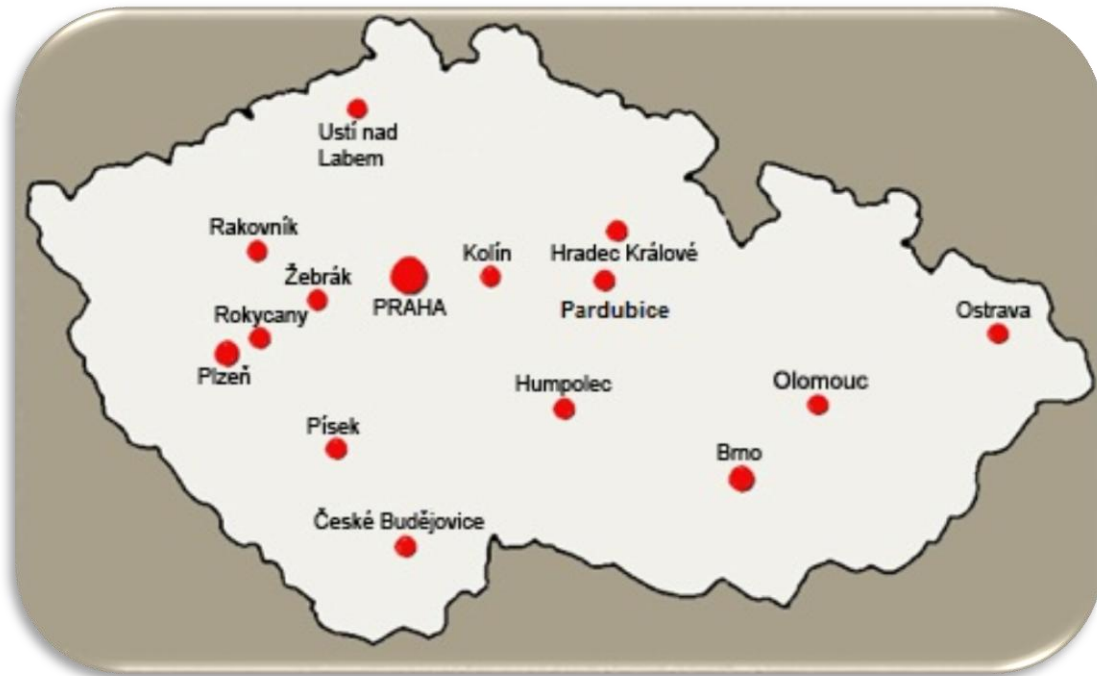 Ustí nad
Labem
Rakovník
Kolín
Hradec Králové
Žebrák
PRAHA
Pardubice
Rokycany
Ostrava
Plzeň
Humpolec
Olomouc
Písek
Brno
České Budějovice